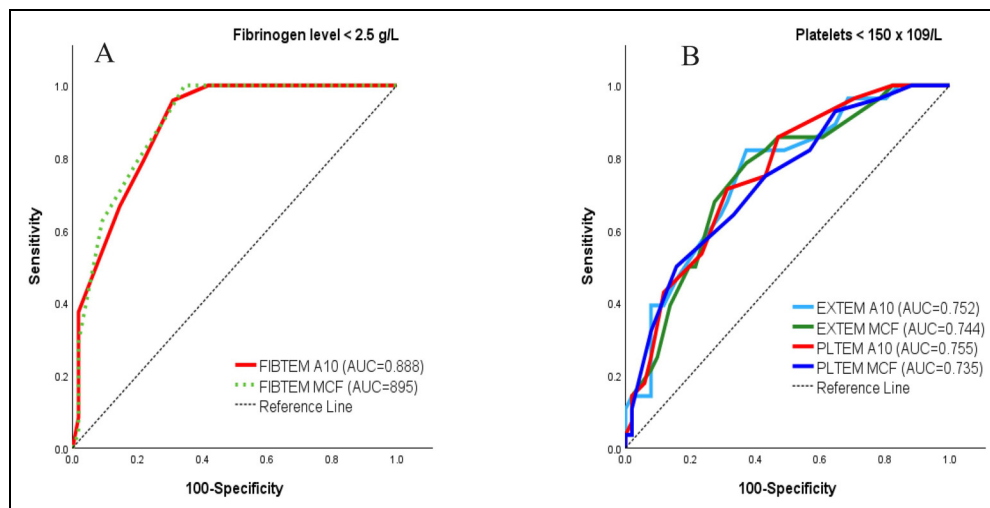 Fibrinogen level < 2.5 g/L
A
1.0
0.8
0.6
0.4
0.2
0.0
Sensitivity
FIBTEM A10 (AUC=0.888)
FIBTEM MCF (AUC=895)
Reference Line
0.0 0.2 0.4 0.6 0.8 1.0
100-Specificity
Platelets < 150 x 109/L
B
1.0
0.8
0.6
0.4
0.2
0.0
Sensitivity
EXTEM A10 (AUC=0.752)
EXTEM MCF (AUC=0.744)
PLTEM A10 (AUC=0.755)
PLTEM MCF (AUC=0.735)
Reference Line
0.0 0.2 0.4 0.6 0.8 1.0
100-Specificity